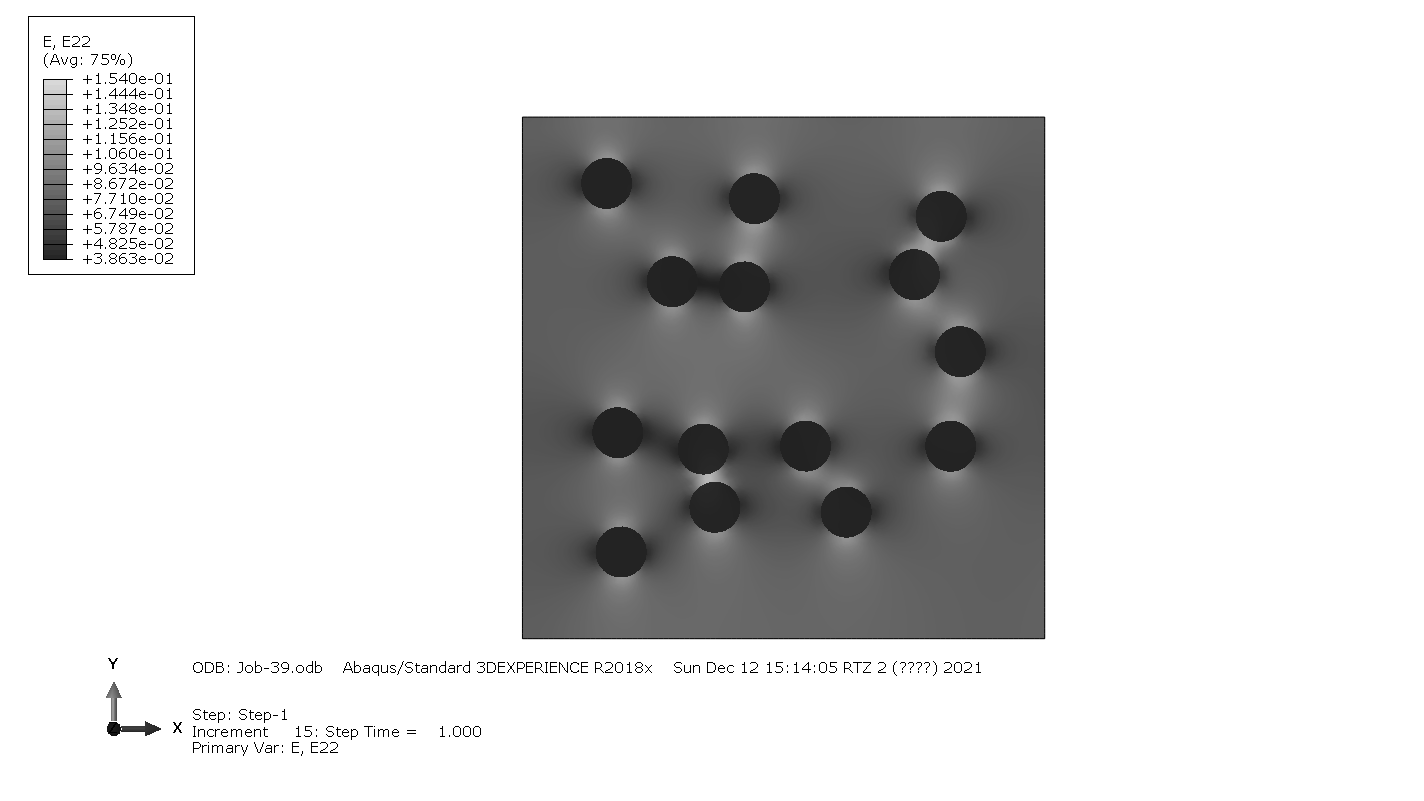 E, E22
(Avg: 75%)
+1.540e-01
+1.444e-01
+1.348e-01
+1.252e-01
+1.156e-01
+1.060e-01
+9.634e-02
+8.672e-02
+7.710e-02
+6.749e-02
+5.787e-02
+4.825e-02
+3.863e-02
Y
X
ODB: Job-39.odb    Abaqus/Standard 3DEXPERIENCE R2018x    Sun Dec 12 15:14:05 RTZ 2 (????) 2021
Step: Step-1
Increment     15: Step Time =    1.000
Primary Var: E, E22